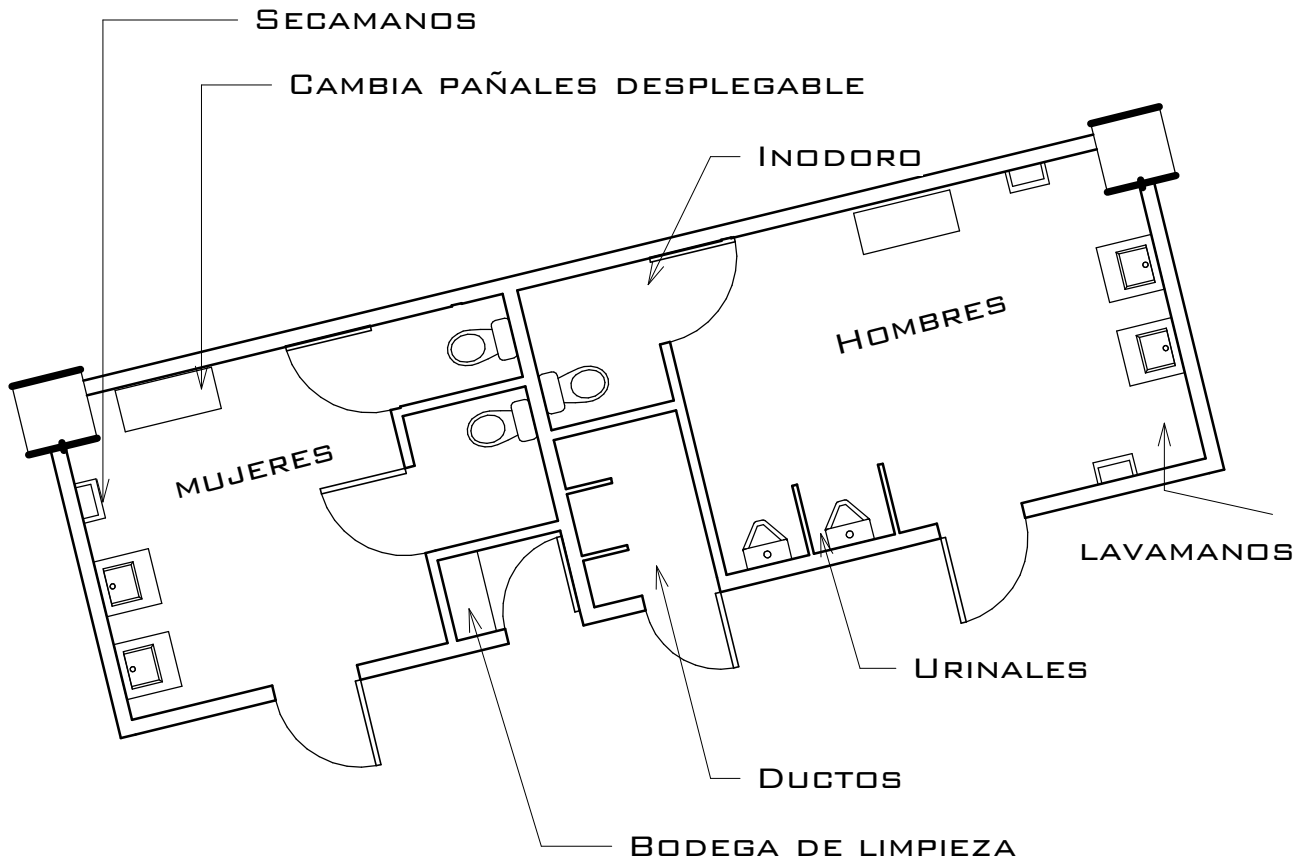 Secamanos
Cambia pañales desplegable
Inodoro
Hombres
mujeres
lavamanos
Urinales
Ductos
Bodega de limpieza